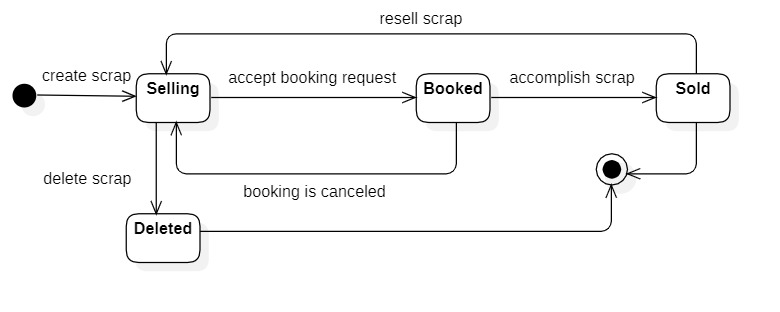 resell scrap
create scrap
Selling
accept booking request
Booked
accomplish scrap
Sold
delete scrap
booking is canceled
Deleted